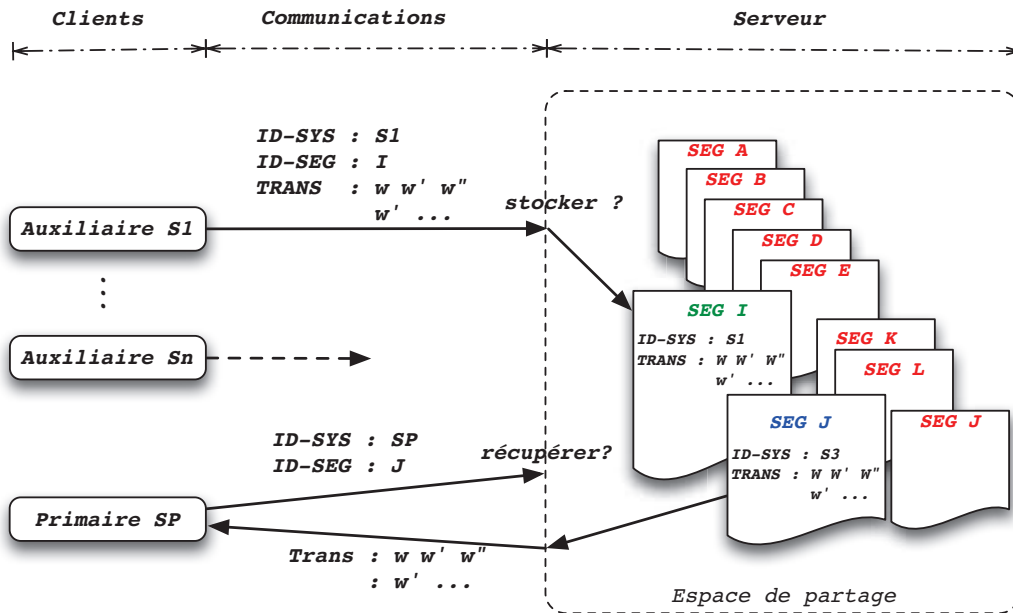 Clients
Communications
Serveur
ID-SYS : S1
ID-SEG : I
TRANS : w w' w"
w' ...
Auxiliaire S1
stocker ?
Auxiliaire Sn
ID-SYS : SP
ID-SEG : J
récupérer?
Primaire SP
Trans : w w' w"
: w' ...
SEG A
SEG B
SEG C
SEG D
SEG E
SEG I
ID-SYS : S1
TRANS : W W' W"
w' ...
SEG K
SEG L
SEG J
ID-SYS : S3
TRANS : W W' W"
w' ...
SEG J
Espace de partage